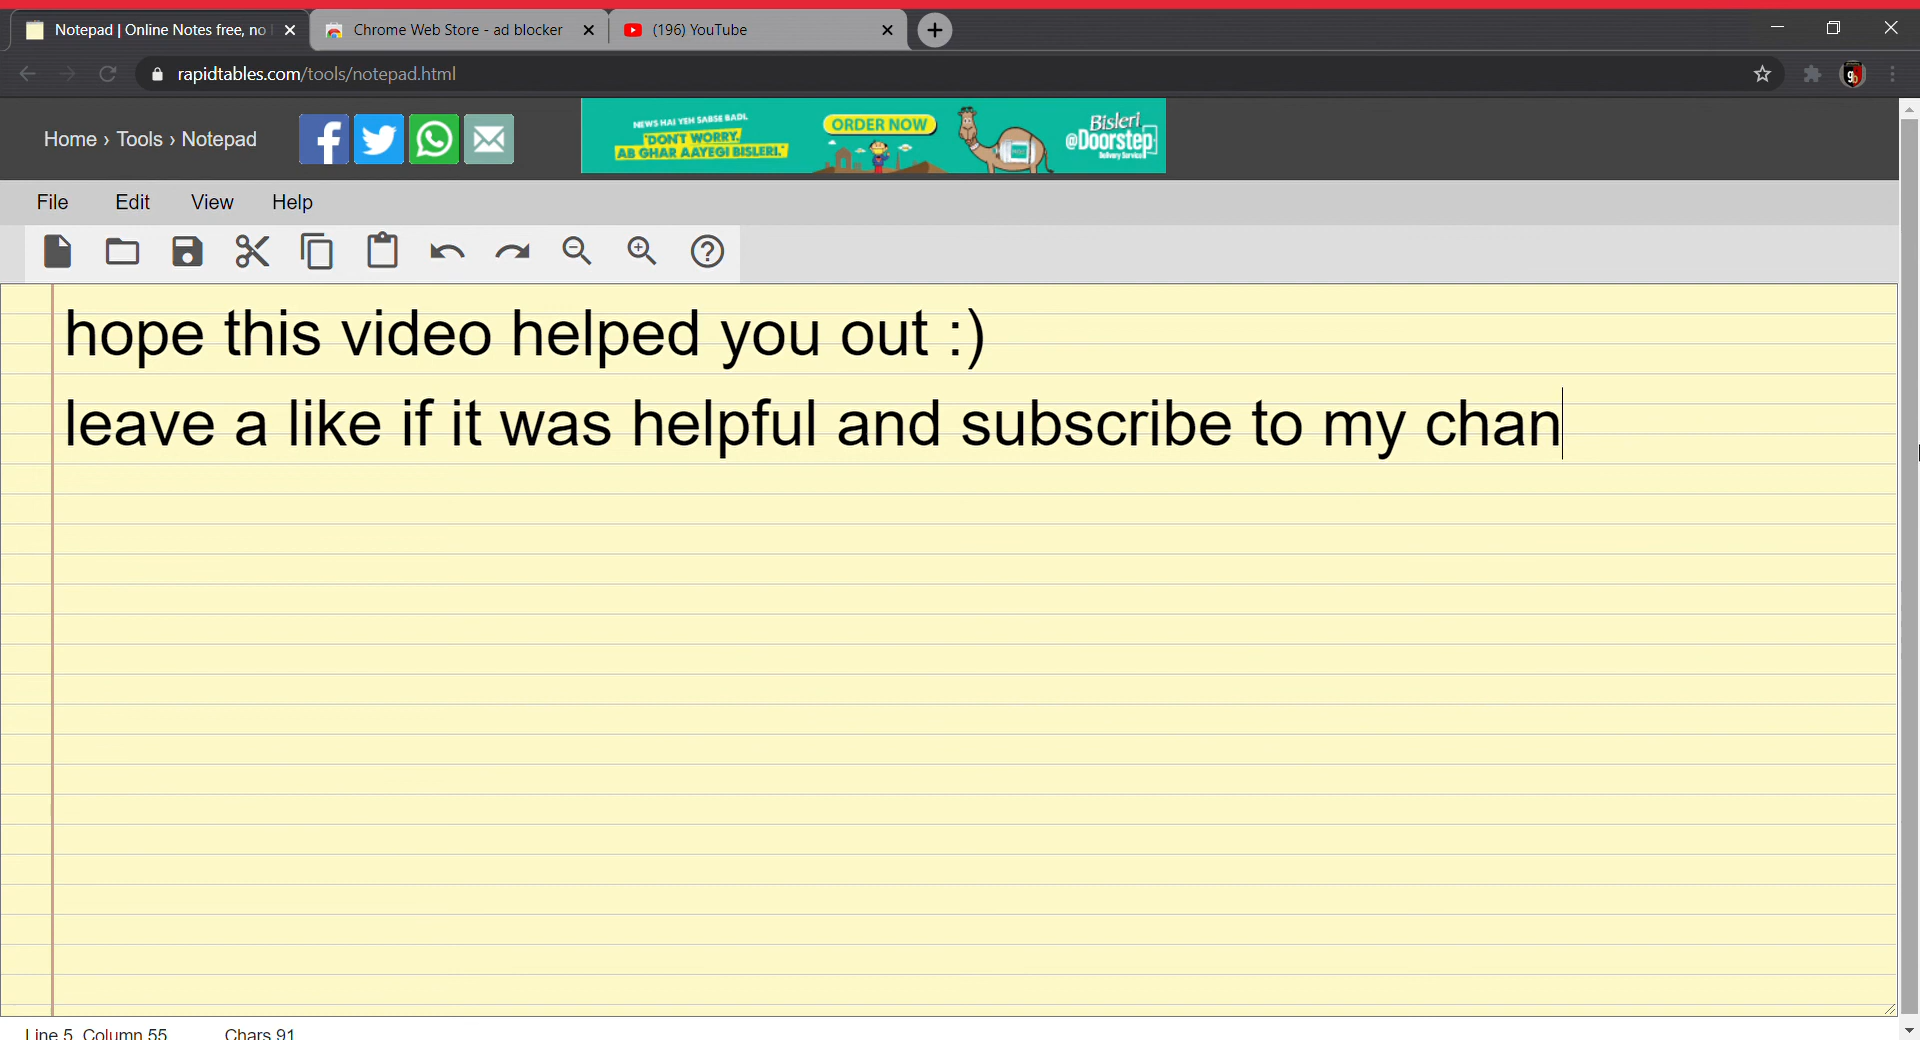 Notepad | Online Notes free, no
Chrome Web Store - ad blocker
(196) YouTube
rapidtables.com/tools/notepad.html
Home › Tools › Notepad
NEWS HAI YEH SABSE BADI,
"DON'T WORRY.
AB GHAR AAYEGI BISLERI."
ORDER NOW
Bisleri
@Doorstep
Delivery Service
File Edit View Help
hope this video helped you out :)
leave a like if it was helpful and subscribe to my chan
Line 5, Column 55 Chars 91